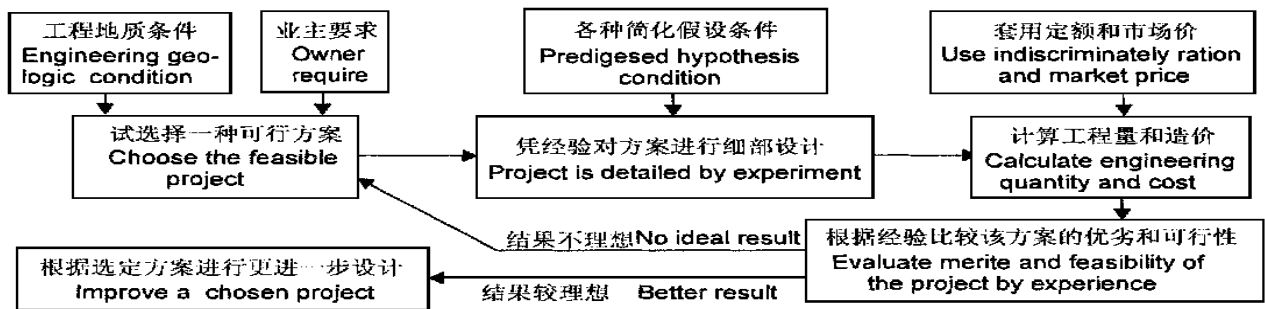 工程地质条件
Engineering geo-
logic condition
业主要求
Owner
require
各种简化假设条件
Predigesed hypothesis
condition
套用定额和市场价
Use indiscriminately ration
and market price
试选择一种可行方案
Choose the feasible
project
凭经验对方案进行细部设计
Project is detailed by experiment
计算工程量和造价
Calculate engineering
quantity and cost
结果不理想No ideal result
根据经验比较该方案的优劣和可行性
Evaluate merite and feasibility of
the project by experience
根据选定方案进行更进一步设计
Improve a chosen project
结果较理想 Better result